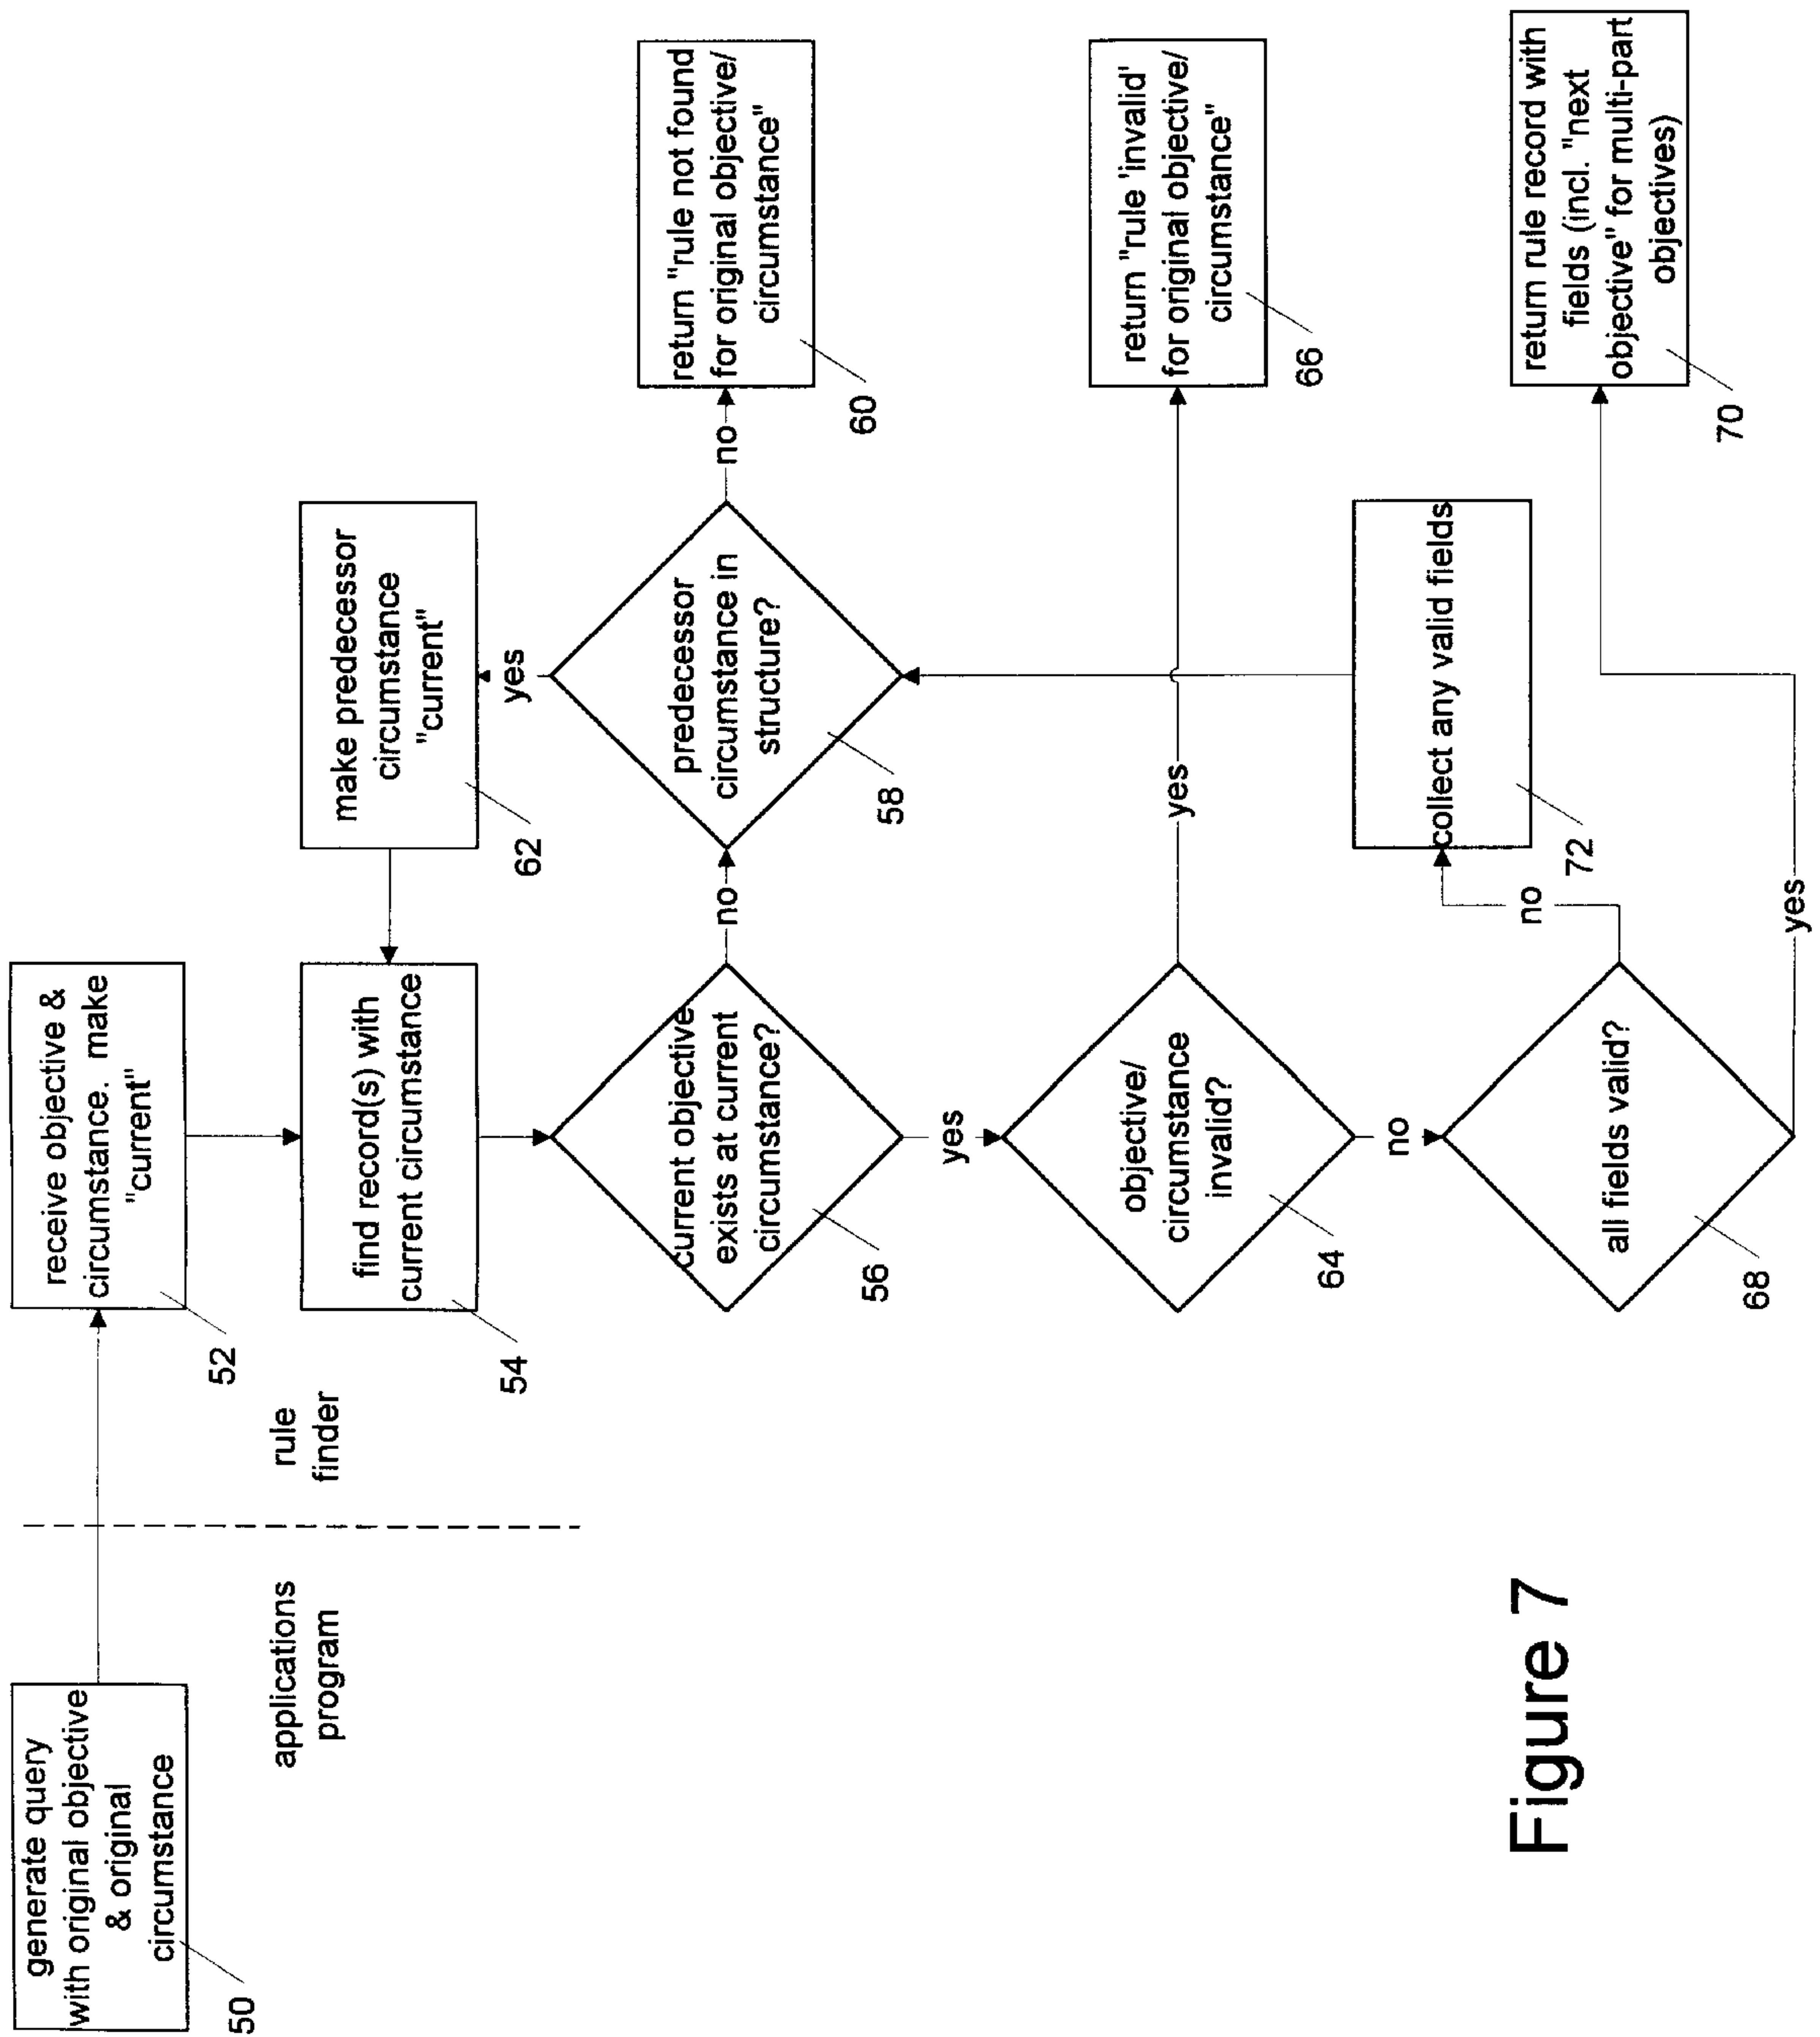 generate query
with original objective
& original
circumstance
50
applications
program
rule
finder
receive objective &
circumstance. make
"current"
52
find record(s) with
current circumstance
54
make predecessor
circumstance
"current"
62
current objective
exists at current
circumstance?
56
no
predecessor
circumstance in
structure?
58
yes
no
return "rule not found
for original objective/
circumstance"
60
yes
objective/
circumstance
invalid?
64
yes
return "rule 'invalid'
for original objective/
circumstance"
66
no
all fields valid?
68
no
collect any valid fields
72
yes
return rule record with
fields (incl. "next
objective" for multi-part
objectives)
70
Figure 7